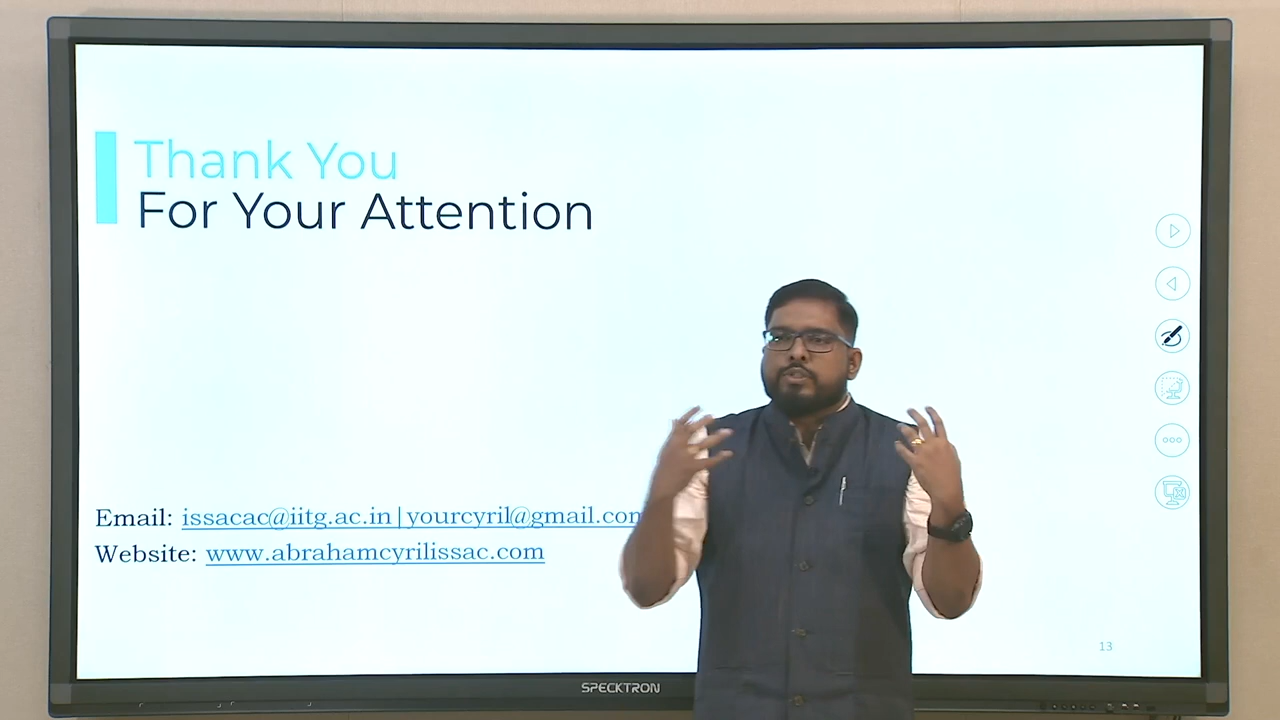 Thank You
For Your Attention
Email: issacac@iitg.ac.in|yourcyril@gmail.com
Website: www.abrahamcyrilissac.com
13
SPECKTRON